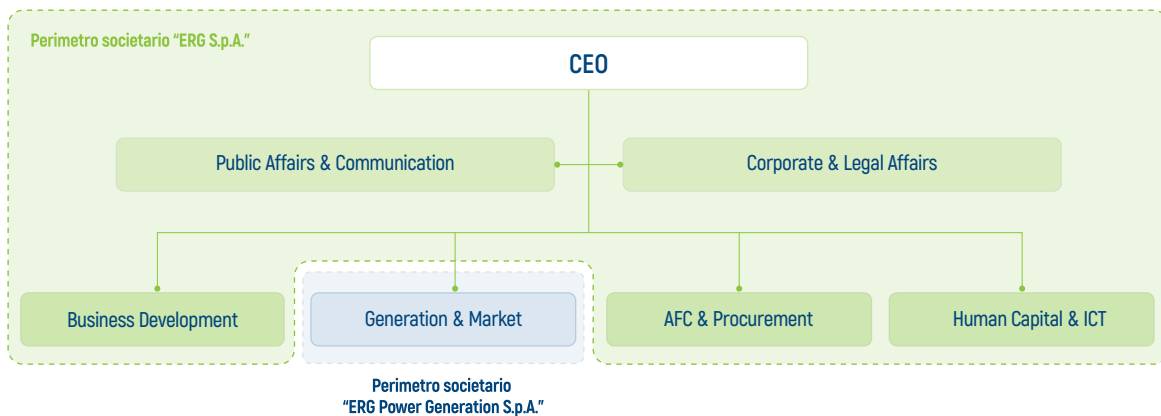 Perimetro societario “ERG S.p.A.”
CEO
Public Affairs & Communication
Corporate & Legal Affairs
Business Development
Generation & Market
AFC & Procurement
Human Capital & ICT
Perimetro societario
“ERG Power Generation S.p.A.”